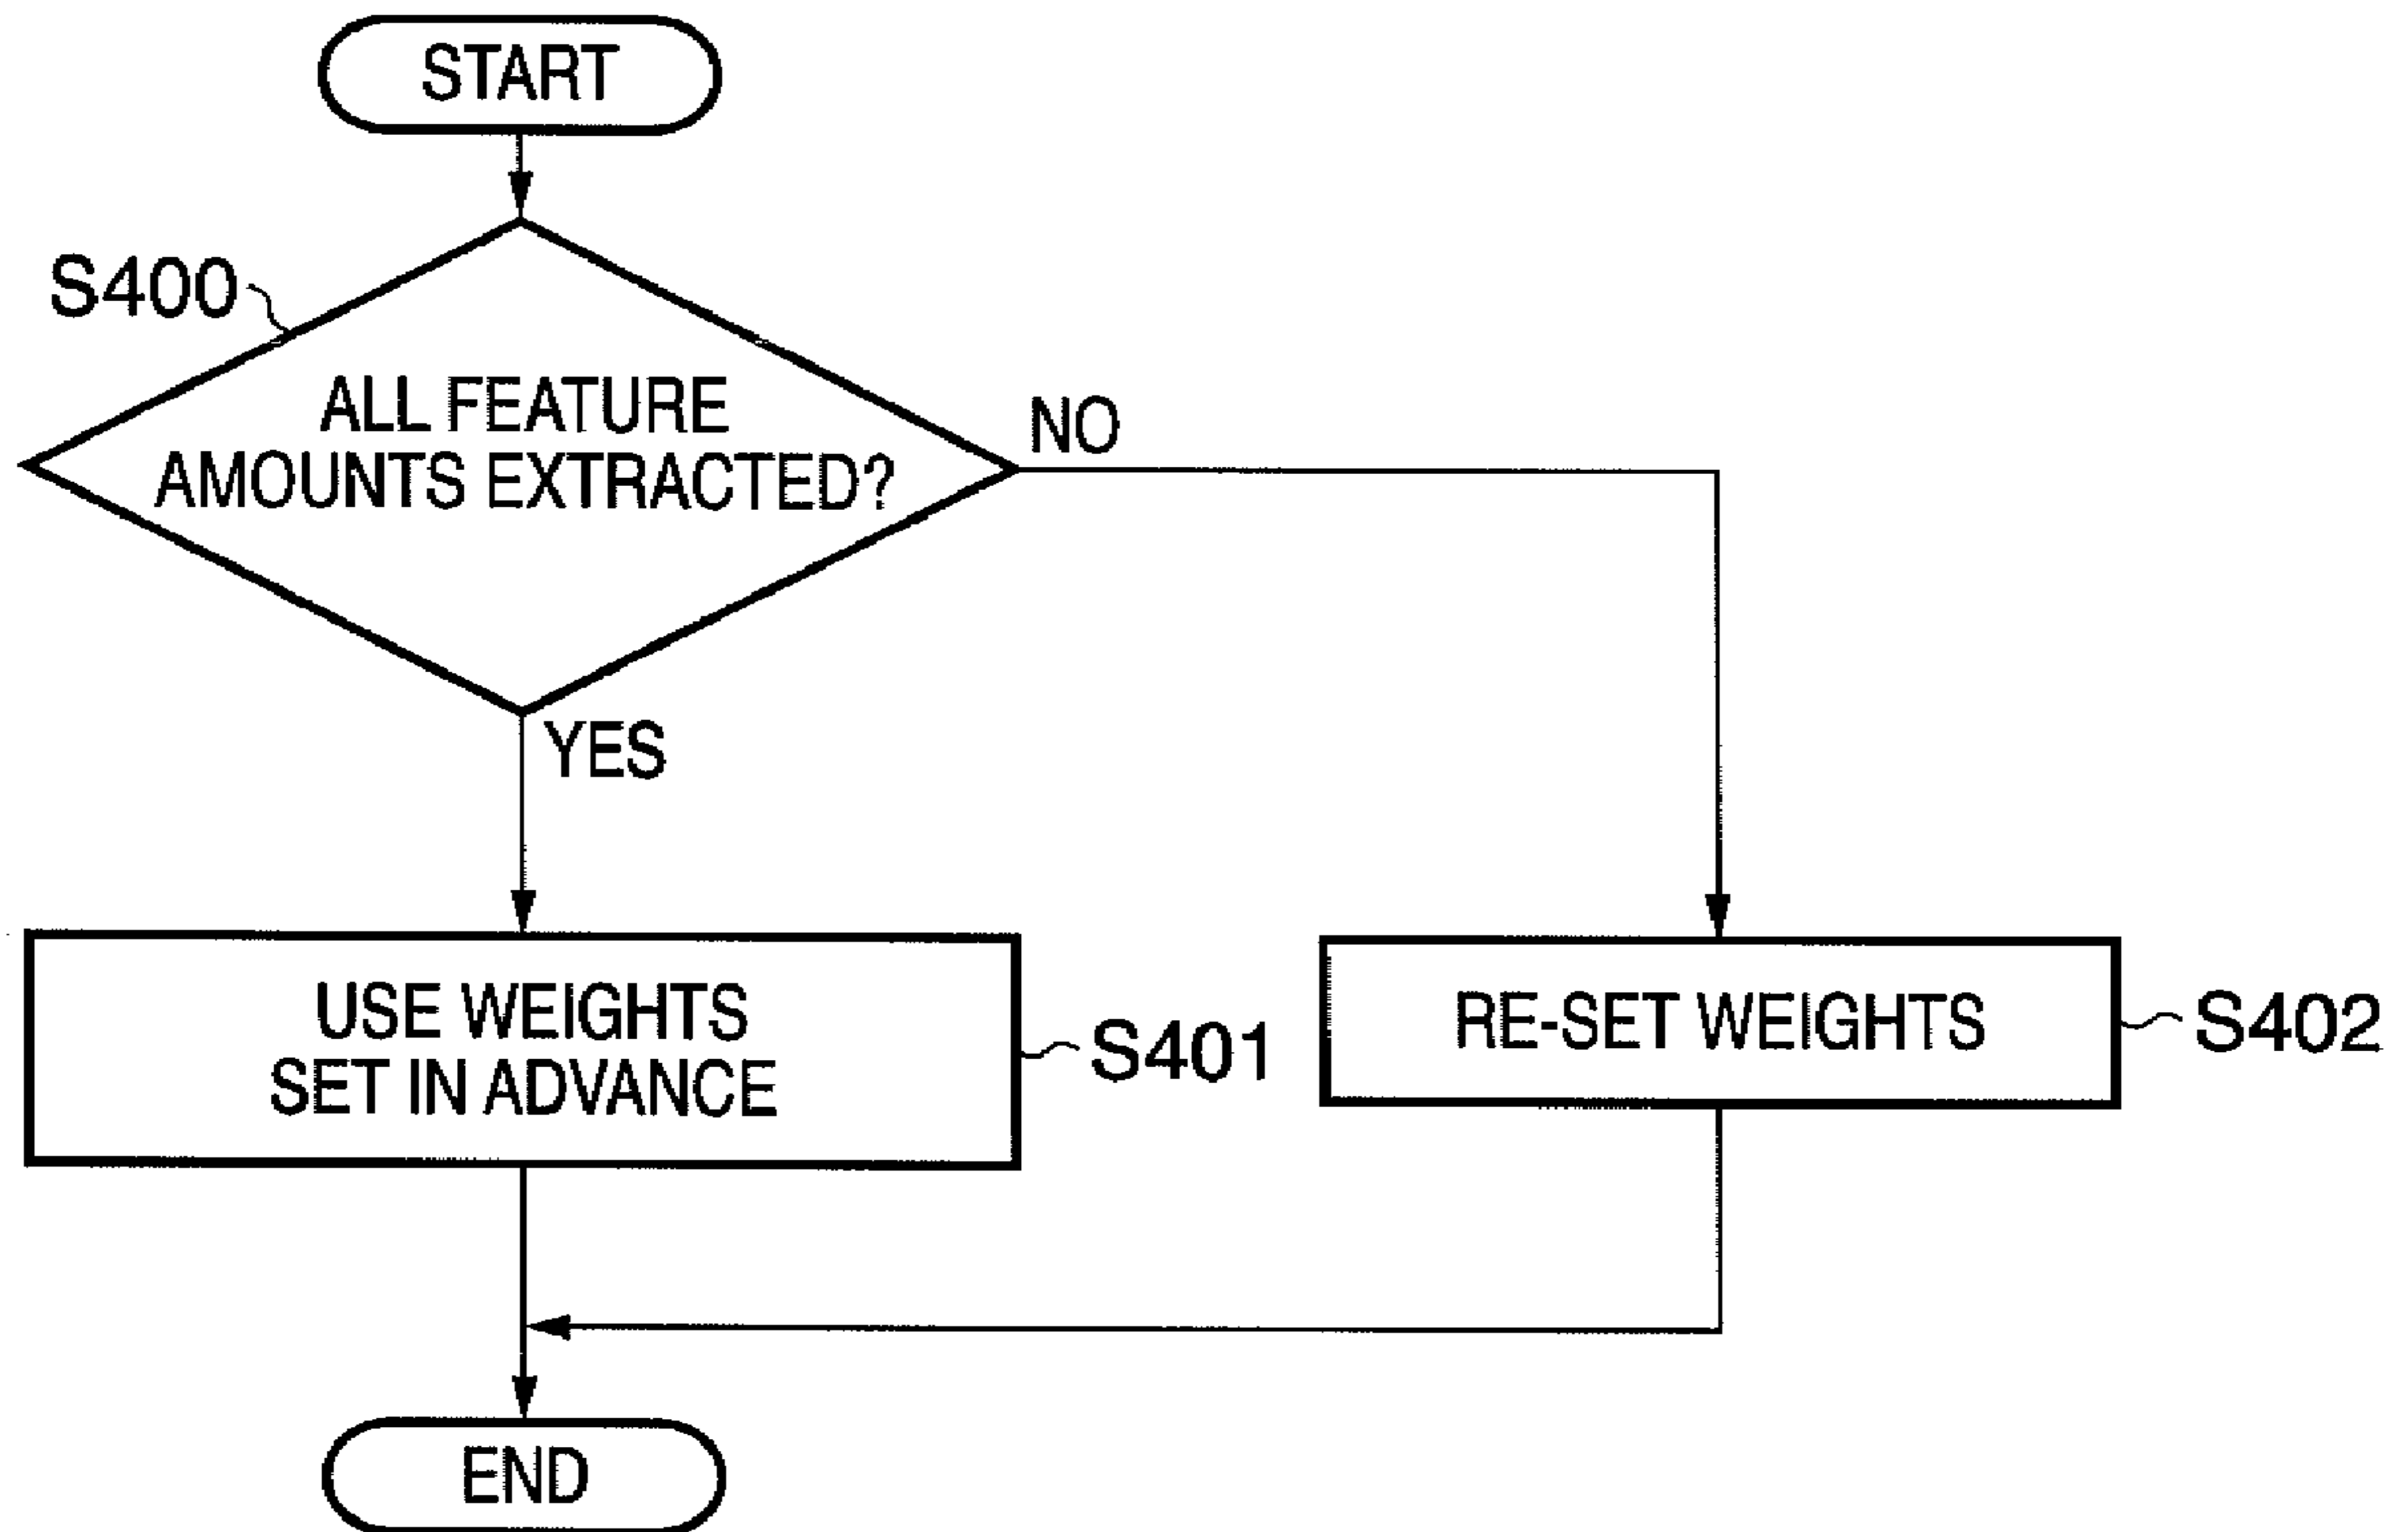 START
S400
ALL FEATURE
AMOUNTS EXTRACTED?
NO
YES
USE WEIGHTS
SET IN ADVANCE
S401
RE-SET WEIGHTS
S402
END